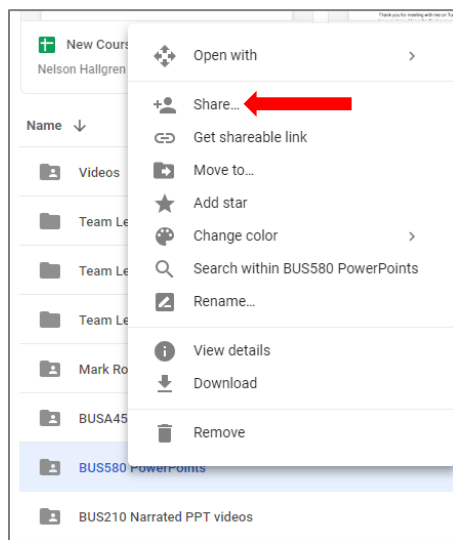 Thank you for meeting with me on Tu
New Cours
Nelson Hallgren
Open with
Share...
Get shareable link
Name
Videos
Move to...
Add star
Team Le
Change color
Team Le
Search within BUS580 PowerPoints
Rename...
Team Le
View details
Mark Ro
Download
BUSA45
Remove
BUS580 PowerPoints
BUS210 Narrated PPT videos